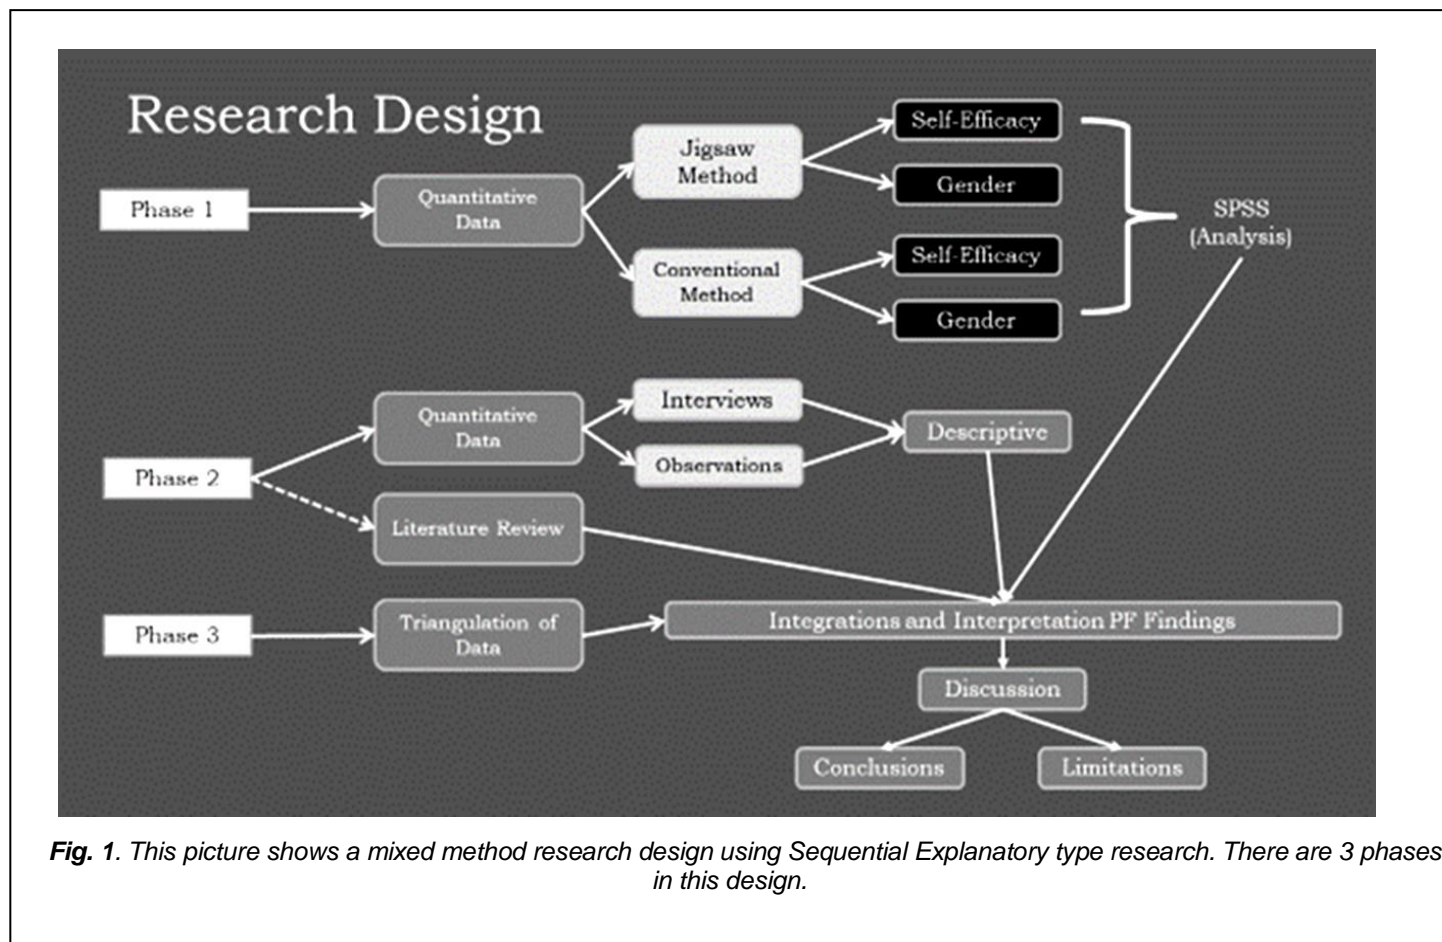 Research Design
Phase 1
Quantitative
Data
Jigsaw
Method
Conventional
Method
Self-Efficacy
Gender
Self-Efficacy
Gender
SPSS
(Analysis)
Phase 2
Quantitative
Data
Interviews
Observations
Descriptive
Literature Review
Phase 3
Triangulation of
Data
Integrations and Interpretation PF Findings
Discussion
Conclusions
Limitations
Fig. 1. This picture shows a mixed method research design using Sequential Explanatory type research. There are 3 phases
in this design.